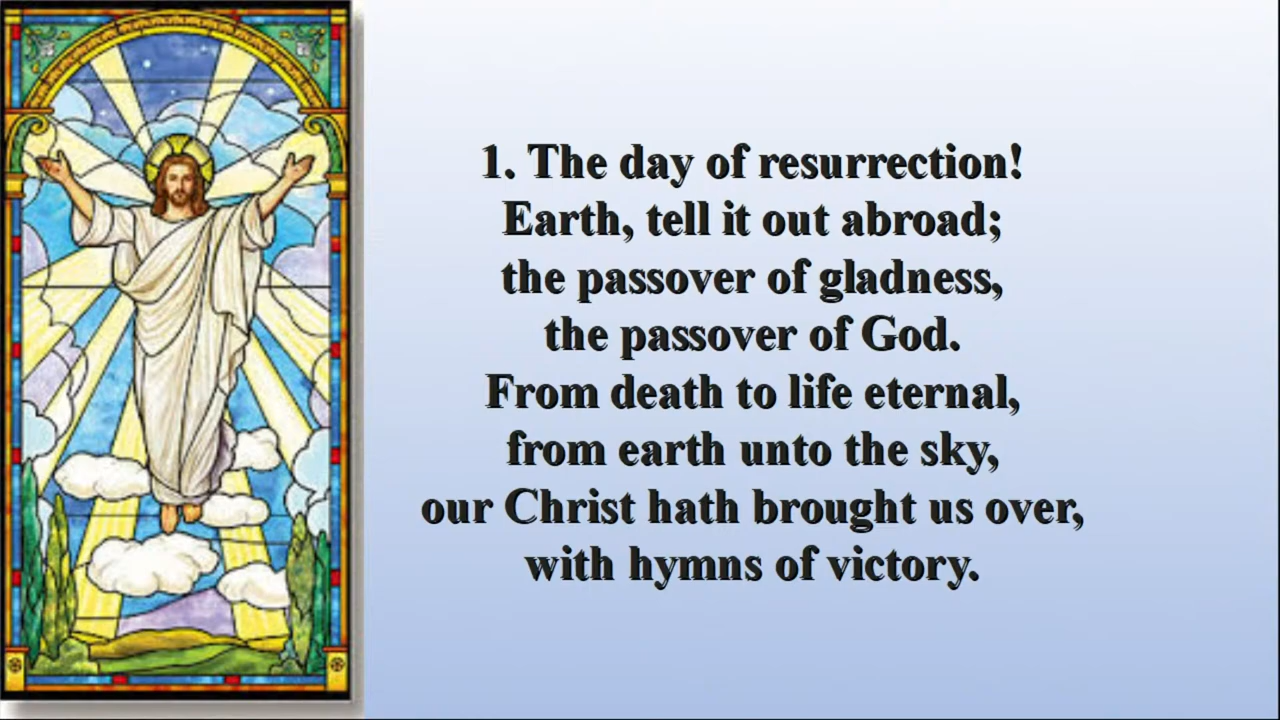 1. The day of resurrection!
Earth, tell it out abroad;
the passover of gladness,
the passover of God.
From death to life eternal,
from earth unto the sky,
our Christ hath brought us over,
with hymns of victory.